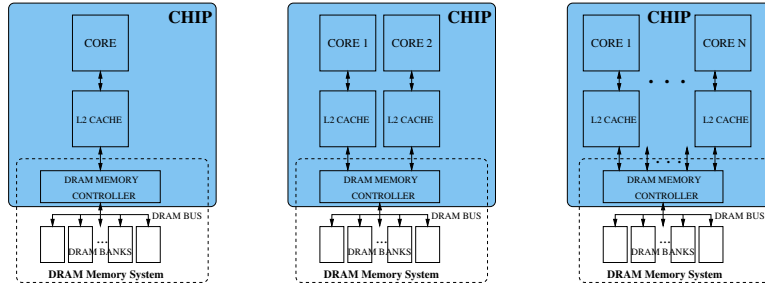 CHIP
CORE
L2 CACHE
DRAM MEMORY
CONTROLLER
DRAM BUS
...
DRAM BANKS
DRAM Memory System
CHIP
CORE 1 CORE 2
L2 CACHE L2 CACHE
DRAM MEMORY
CONTROLLER
DRAM BUS
...
DRAM BANKS
DRAM Memory System
CHIP
CORE 1 CORE N
. . .
L2 CACHE L2 CACHE
. . .
DRAM MEMORY
CONTROLLER
DRAM BUS
...
DRAM BANKS
DRAM Memory System